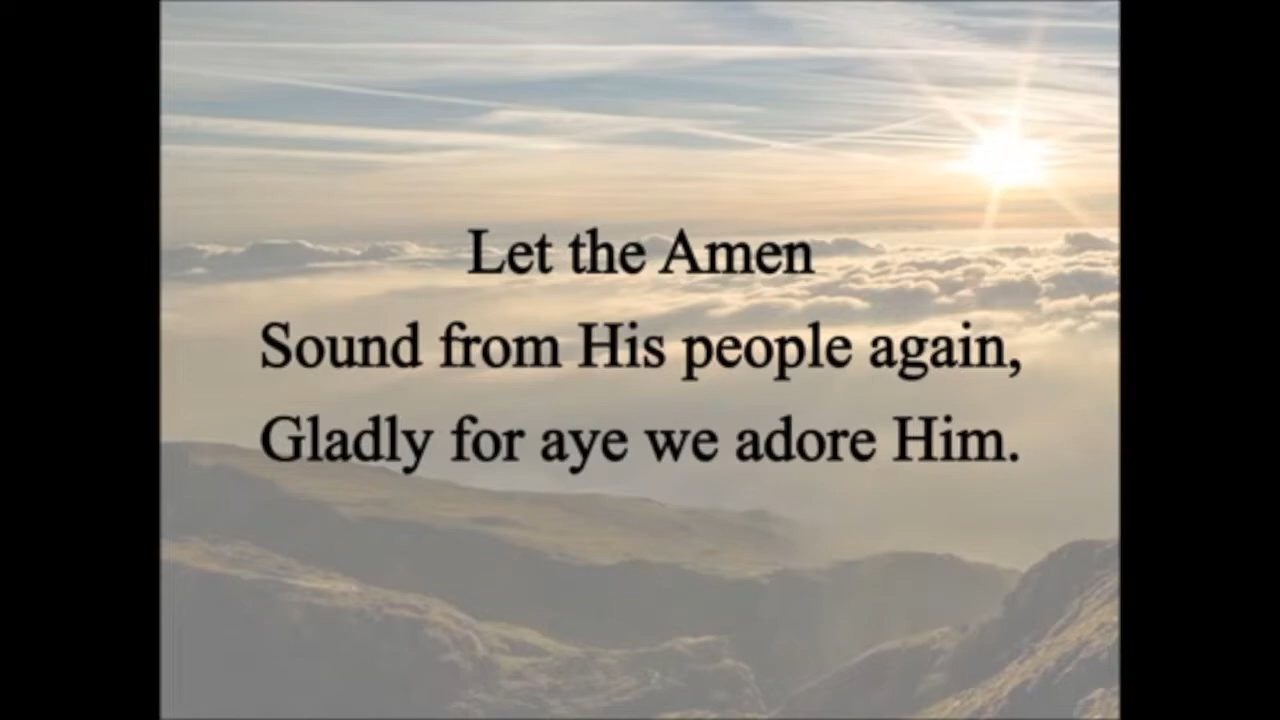 Let the Amen
Sound from His people again,
Gladly for aye we adore Him.